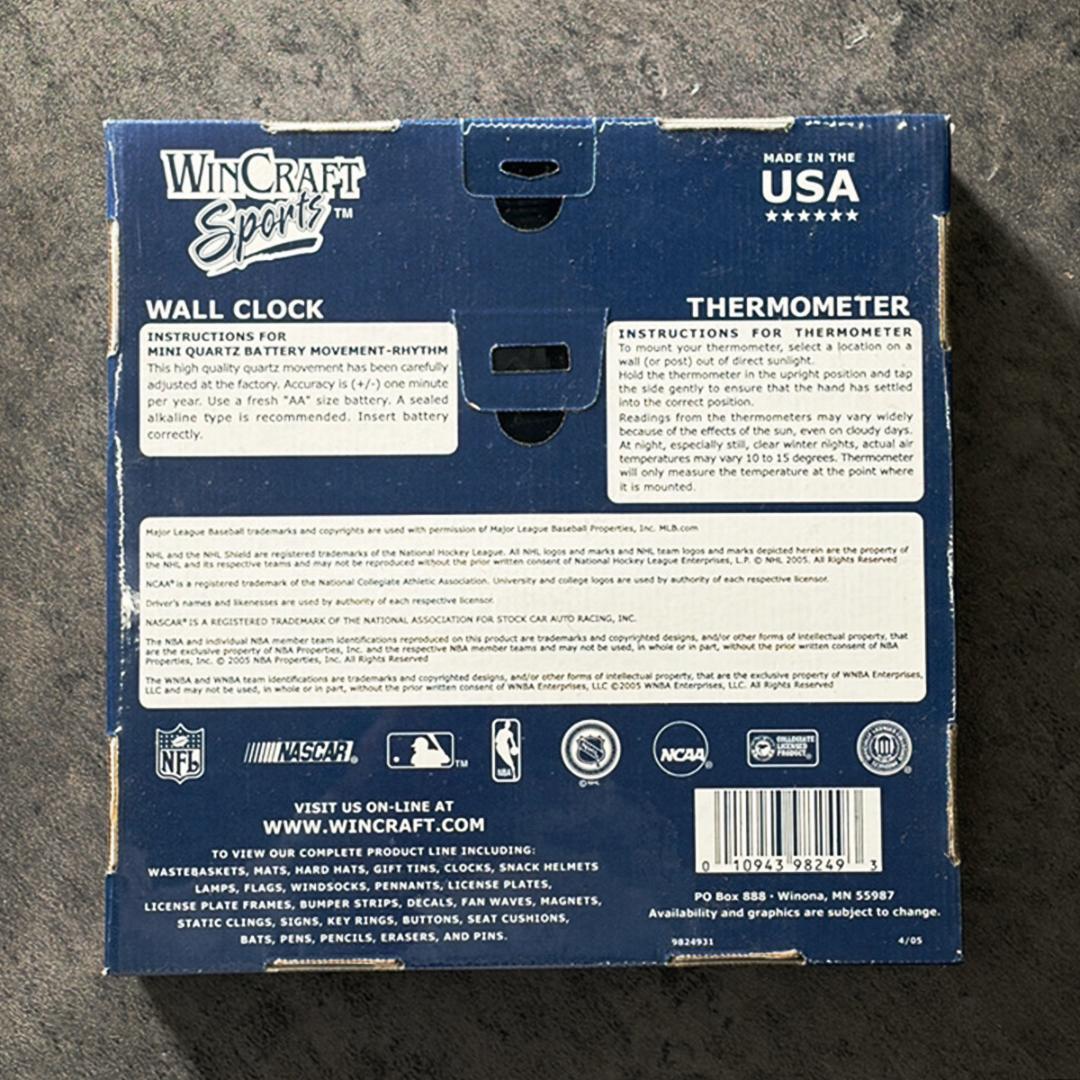 WINCRAFT
Sports™
MADE IN THE
USA
WALL CLOCK
INSTRUCTIONS FOR
MINI QUARTZ BATTERY MOVEMENT-RHYTHM
This high quality quartz movement has been carefully
adjusted at the factory. Accuracy is (+/-) one minute
per year. Use a fresh "AA" size battery. A sealed
alkaline type is recommended. Insert battery
correctly.
THERMOMETER
INSTRUCTIONS FOR THERMOMETER
To mount your thermometer, select a location on a
wall (or post) out of direct sunlight.
Hold the thermometer in the upright position and tap
the side gently to ensure that the hand has settled
into the correct position.
Readings from the thermometers may vary widely
because of the effects of the sun, even on cloudy days.
At night, especially still, clear winter nights, actual air
temperatures may vary 10 to 15 degrees. Thermometer
will only measure the temperature at the point where
it is mounted.
Major League Baseball trademarks and copyrights are used with permission of Major League Baseball Properties, Inc. MLB.com
NHL and the NHL Shield are registered trademarks of the National Hockey League. All NHL logos and marks and NHL team logos and marks depicted herein are the property of
the NHL and its respective teams and may not be reproduced without the prior written consent of National Hockey League Enterprises, L.P. © NHL 2005. All Rights Reserved
NCAA® is a registered trademark of the National Collegiate Athletic Association. University and college logos are used by authority of each respective licensor.
Driver's names and likenesses are used by authority of each respective licensor.
NASCAR® IS A REGISTERED TRADEMARK OF THE NATIONAL ASSOCIATION FOR STOCK CAR AUTO RACING, INC.
The NBA and individual NBA member team identifications reproduced on this product are trademarks and copyrighted designs, and/or other forms of intellectual property, that
are the exclusive property of NBA Properties, Inc. and the respective NBA member teams and may not be used, in whole or in part, without the prior written consent of NBA
Properties, Inc. © 2005 NBA Properties, Inc. All Rights Reserved
The WNBA and WNBA team identifications are trademarks and copyrighted designs, and/or other forms of intellectual property, that are the exclusive property of WNBA Enterprises,
LLC and may not be used, in whole or in part, without the prior written consent of WNBA Enterprises, LLC ©2005 WNBA Enterprises, LLC. All Rights Reserved
NFL
NASCAR®
TM
NBA
© NHL
NCAA®
COLLEGIATE
LICENSED
PRODUCT
VISIT US ON-LINE AT
WWW.WINCRAFT.COM
TO VIEW OUR COMPLETE PRODUCT LINE INCLUDING:
WASTEBASKETS, MATS, HARD HATS, GIFT TINS, CLOCKS, SNACK HELMETS
LAMPS, FLAGS, WINDSOCKS, PENNANTS, LICENSE PLATES,
LICENSE PLATE FRAMES, BUMPER STRIPS, DECALS, FAN WAVES, MAGNETS,
STATIC CLINGS, SIGNS, KEY RINGS, BUTTONS, SEAT CUSHIONS,
BATS, PENS, PENCILS, ERASERS, AND PINS.
0 10943 98249 3
PO Box 888 · Winona, MN 55987
Availability and graphics are subject to change.
9824931
4/05